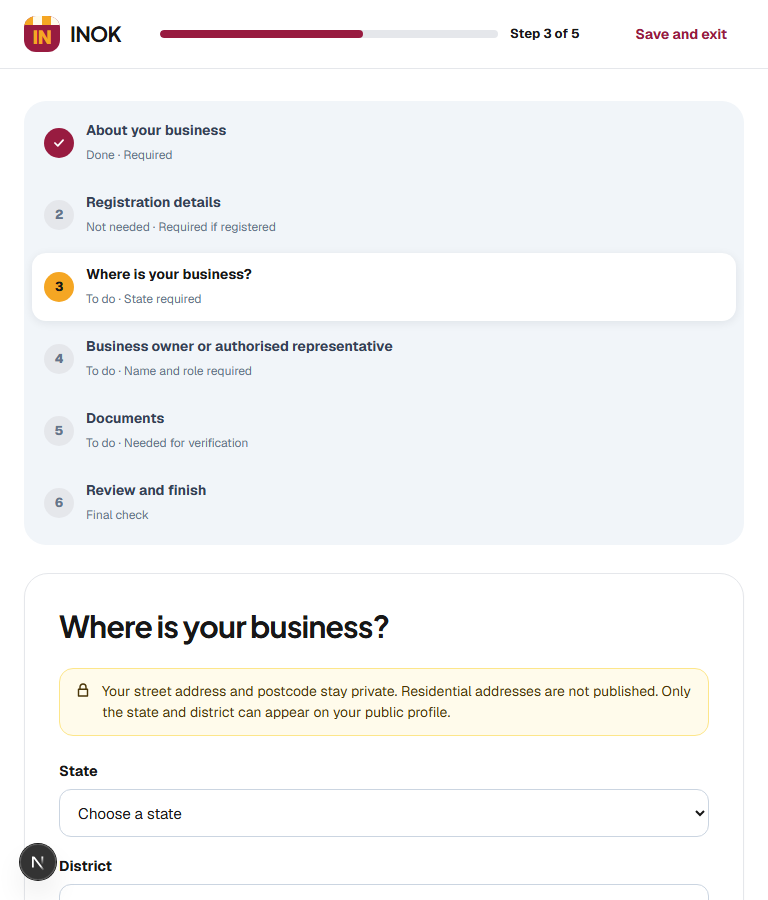 IN INOK
Step 3 of 5
Save and exit
About your business
Done · Required
2
Registration details
Not needed · Required if registered
3
Where is your business?
To do · State required
4
Business owner or authorised representative
To do · Name and role required
5
Documents
To do · Needed for verification
6
Review and finish
Final check
Where is your business?
Your street address and postcode stay private. Residential addresses are not published. Only
the state and district can appear on your public profile.
State
Choose a state
N
District